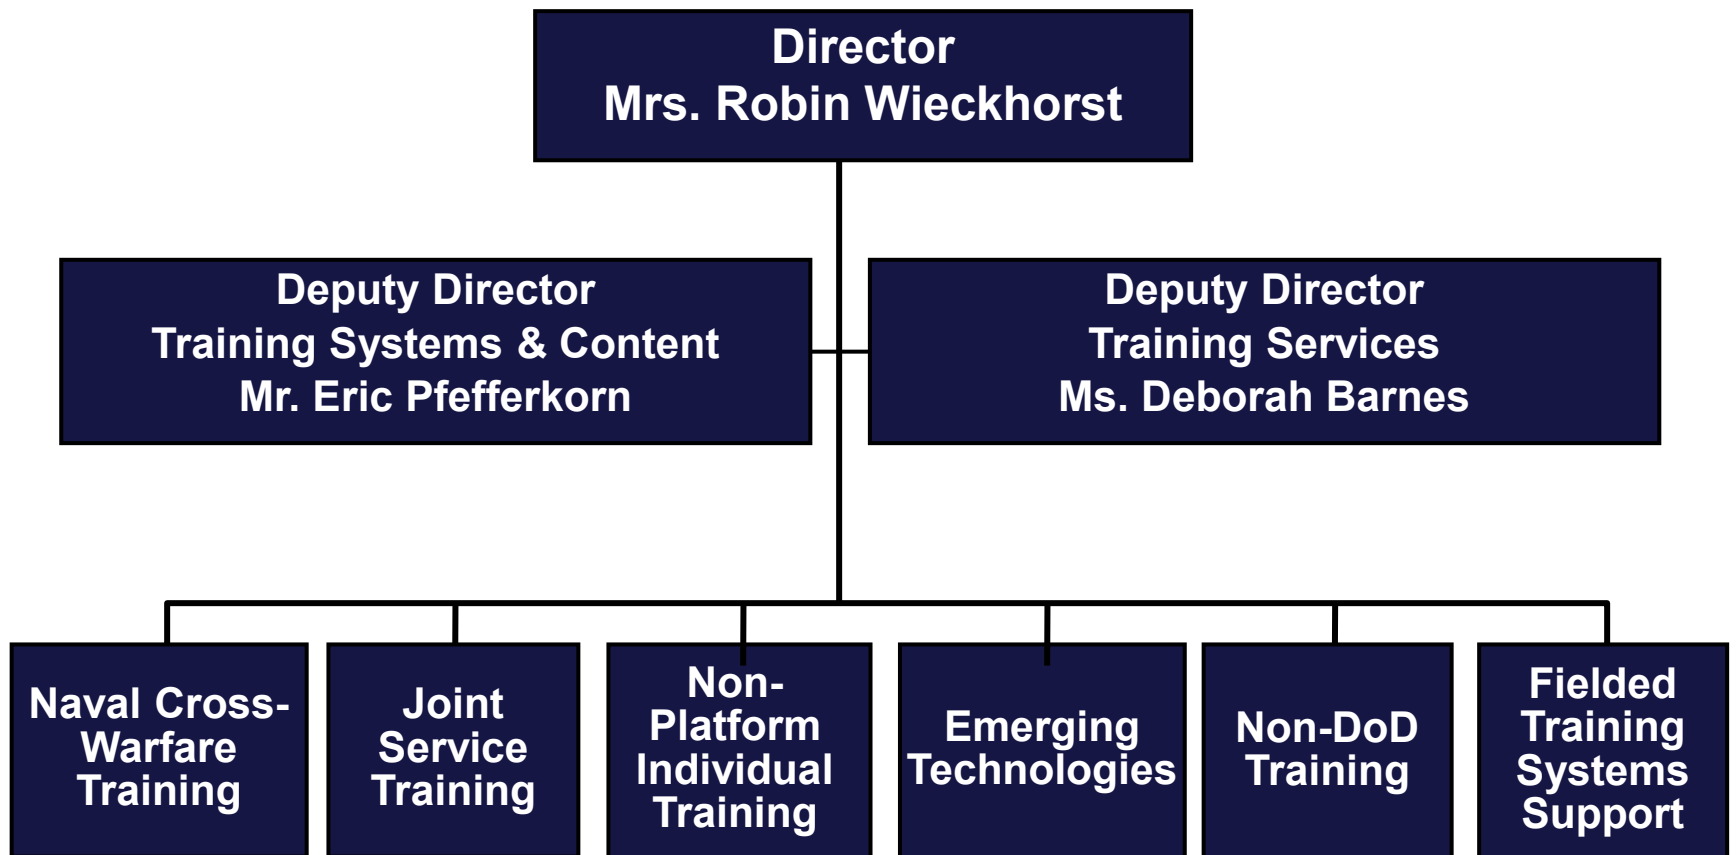 Director
Mrs. Robin Wieckhorst
Deputy Director
Training Systems & Content
Mr. Eric Pfefferkorn
Deputy Director
Training Services
Ms. Deborah Barnes
Naval Cross-
Warfare
Training
Joint
Service
Training
Non-
Platform
Individual
Training
Emerging
Technologies
Non-DoD
Training
Fielded
Training
Systems
Support